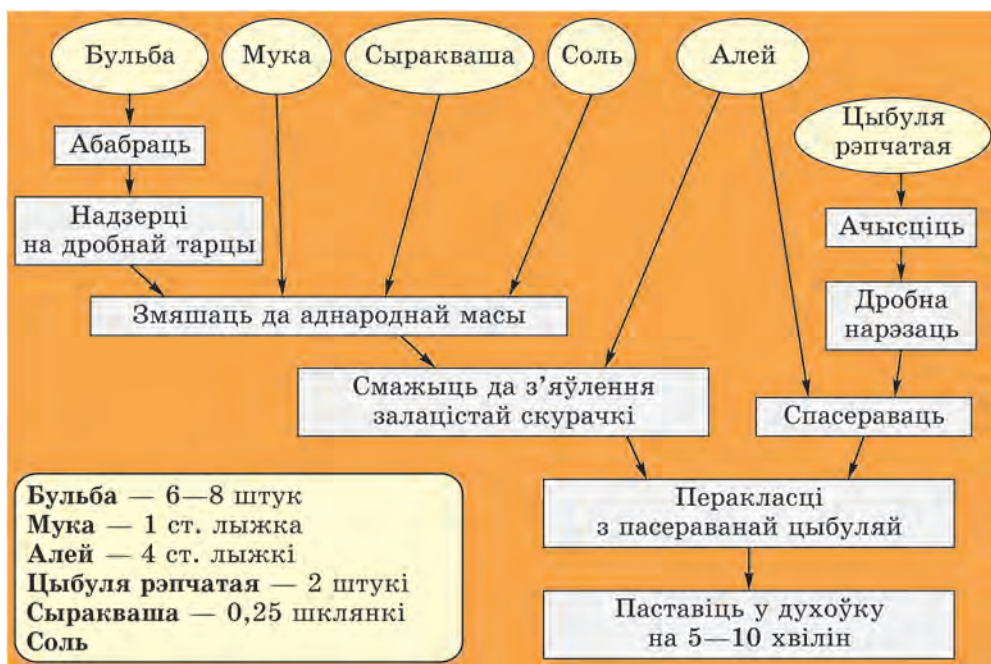 Бульба
Мука
Сыракваша
Соль
Алей
Цыбуля
рэпчатая
Абабраць
Надзерці
на дробнай тарцы
Ачысціць
Дробна
нарэзаць
Змяшаць да аднароднай масы
Смажыць да з’яўлення
залацістай скурачкі
Спасераваць
Перакласці
з пасераванай цыбуляй
Паставіць у духоўку
на 5—10 хвілін
Бульба — 6—8 штук
Мука — 1 ст. лыжка
Алей — 4 ст. лыжкі
Цыбуля рэпчатая — 2 штукі
Сыракваша — 0,25 шклянкі
Соль